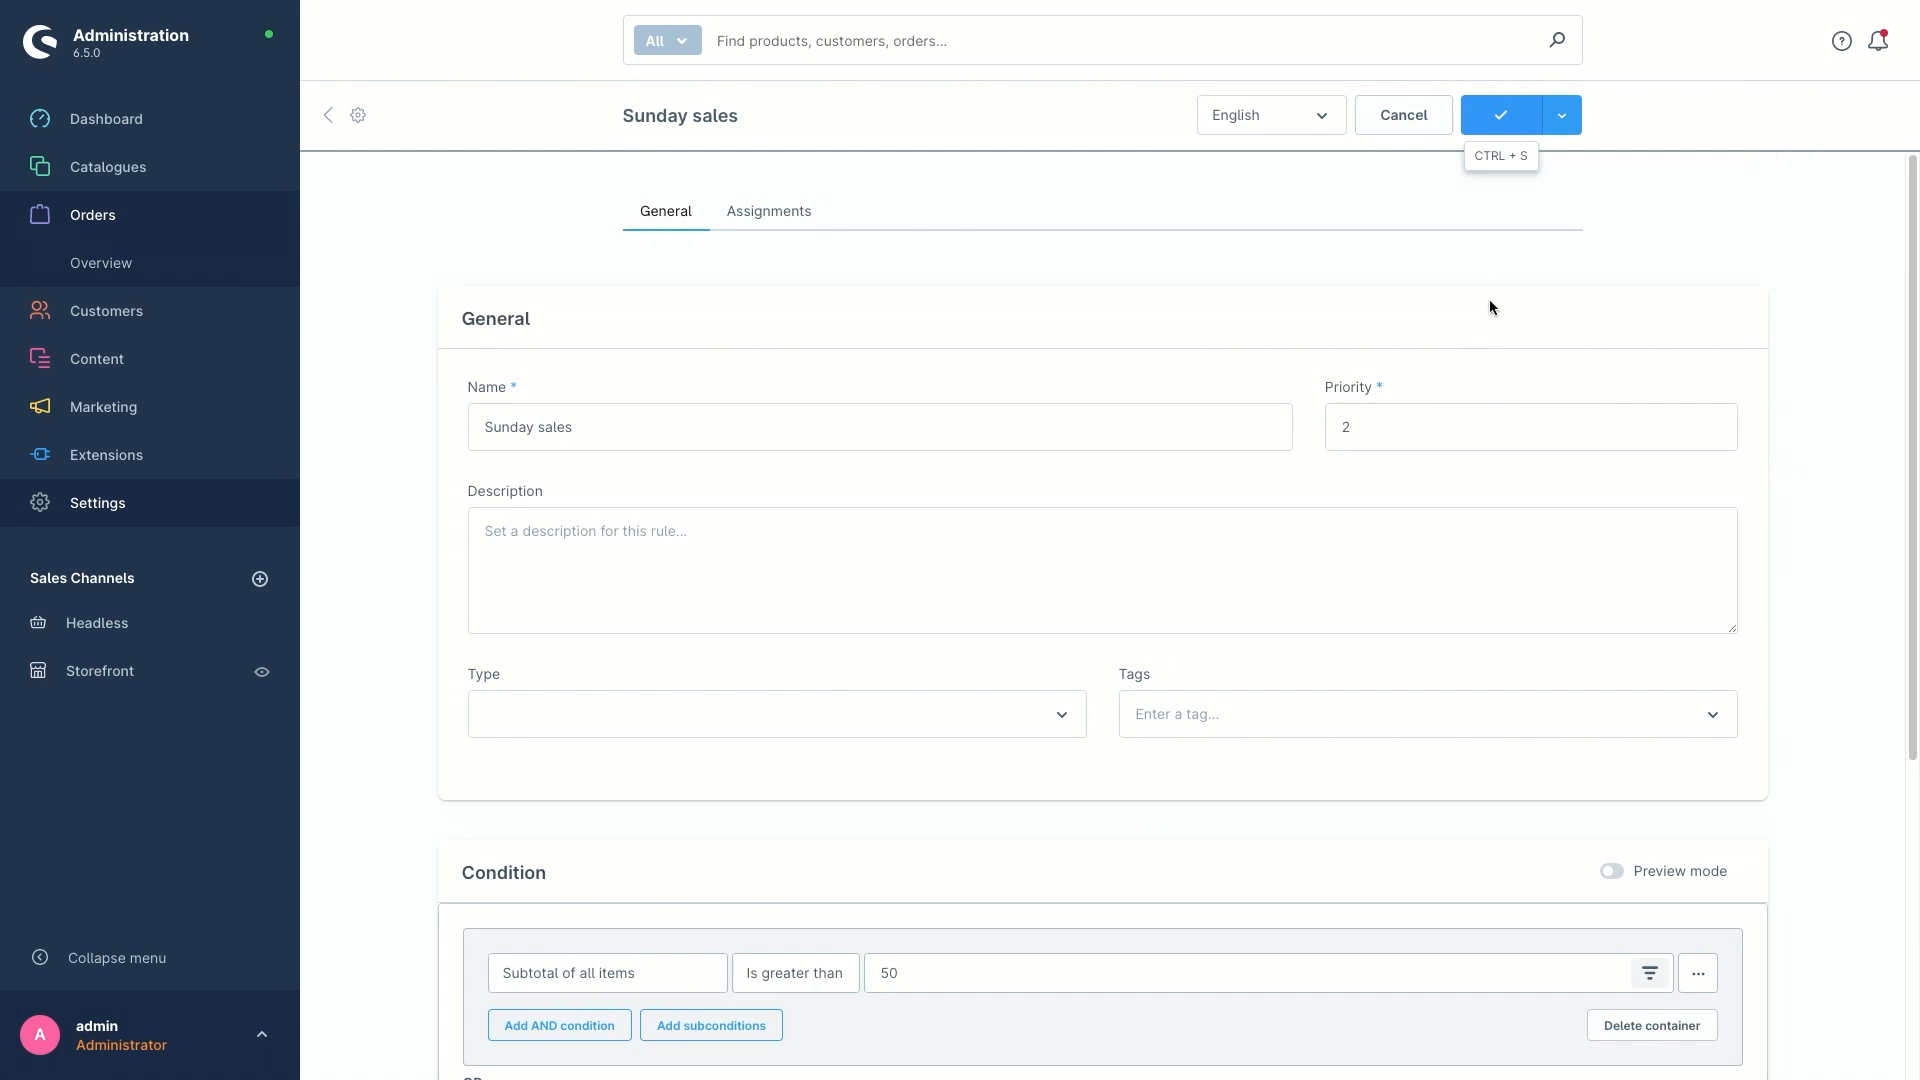 Administration
6.5.0
All
Find products, customers, orders...
Sunday sales
English
Cancel
CTRL + S
Dashboard
Catalogues
Orders
Overview
Customers
Content
Marketing
Extensions
Settings
Sales Channels
Headless
Storefront
Collapse menu
A
admin
Administrator
General
Assignments
General
Name *
Priority *
Sunday sales
2
Description
Set a description for this rule...
Type
Tags
Enter a tag...
Condition
Preview mode
Subtotal of all items
Is greater than
50
...
Add AND condition
Add subconditions
Delete container